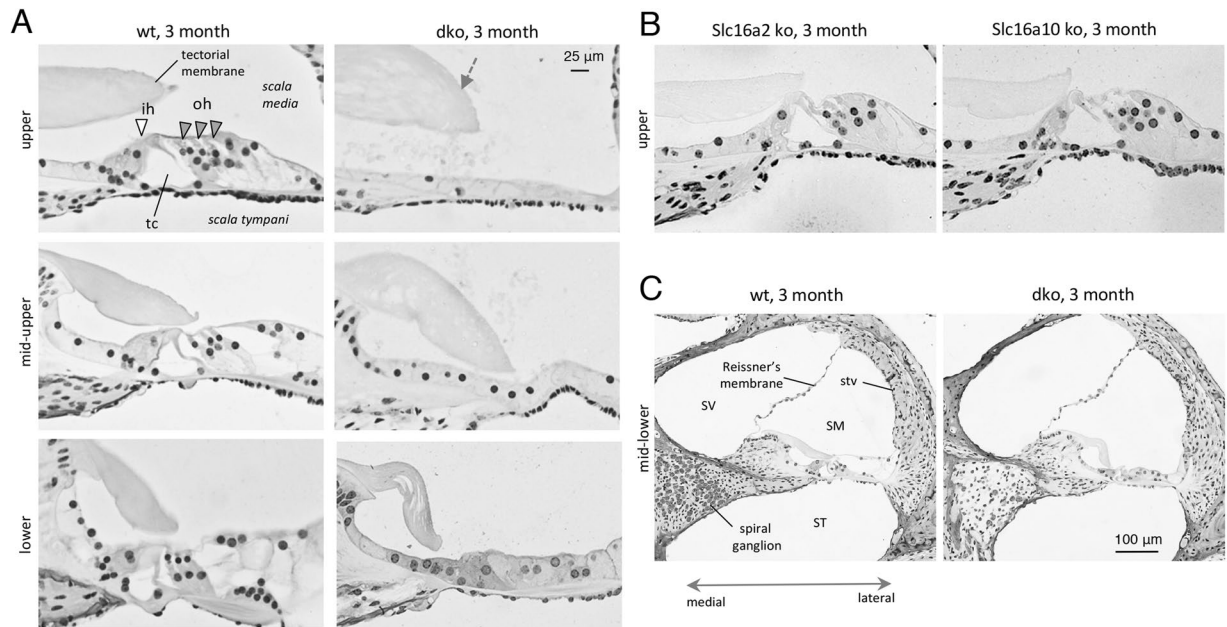 A
wt, 3 month
dko, 3 month
upper
tectorial
membrane
scala
media
ih
oh
tc
scala tympani
25 µm
mid-upper
lower
B
Slc16a2 ko, 3 month
Slc16a10 ko, 3 month
upper
C
wt, 3 month
dko, 3 month
mid-lower
Reissner's
membrane
stv
SV
SM
ST
spiral
ganglion
100 µm
medial
lateral